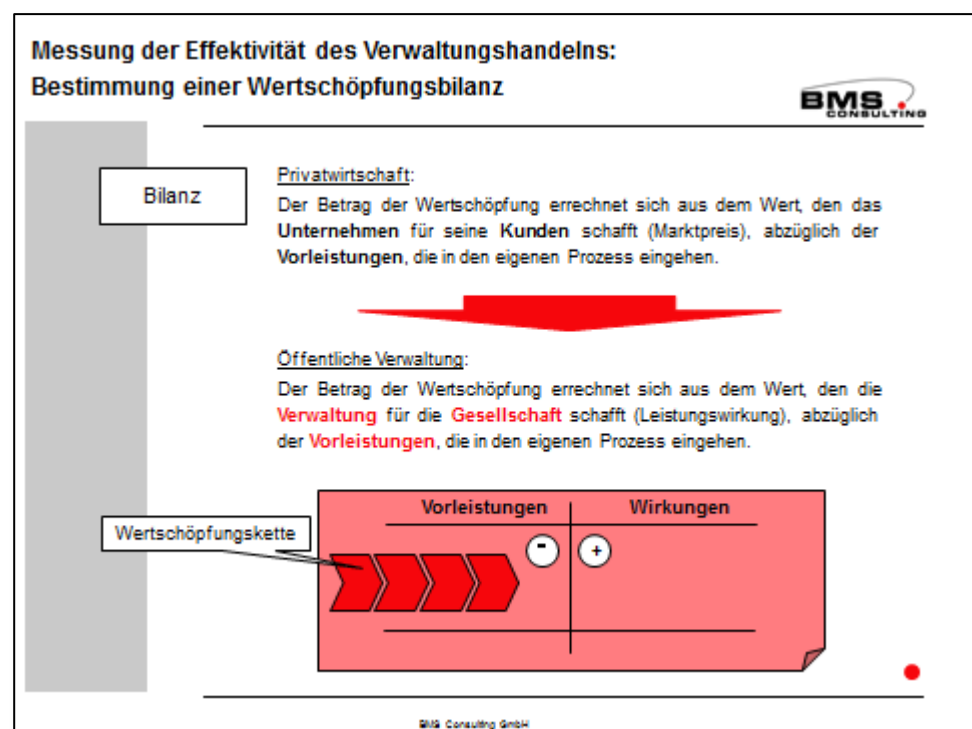 Messung der Effektivität des Verwaltungshandelns:
Bestimmung einer Wertschöpfungsbilanz
BMS
CONSULTING
Bilanz
Privatwirtschaft:
Der Betrag der Wertschöpfung errechnet sich aus dem Wert, den das
Unternehmen für seine Kunden schafft (Marktpreis), abzüglich der
Vorleistungen, die in den eigenen Prozess eingehen.
Öffentliche Verwaltung:
Der Betrag der Wertschöpfung errechnet sich aus dem Wert, den die
Verwaltung für die Gesellschaft schafft (Leistungswirkung), abzüglich
der Vorleistungen, die in den eigenen Prozess eingehen.
Vorleistungen Wirkungen
Wertschöpfungskette
- +
BMS Consulting GmbH